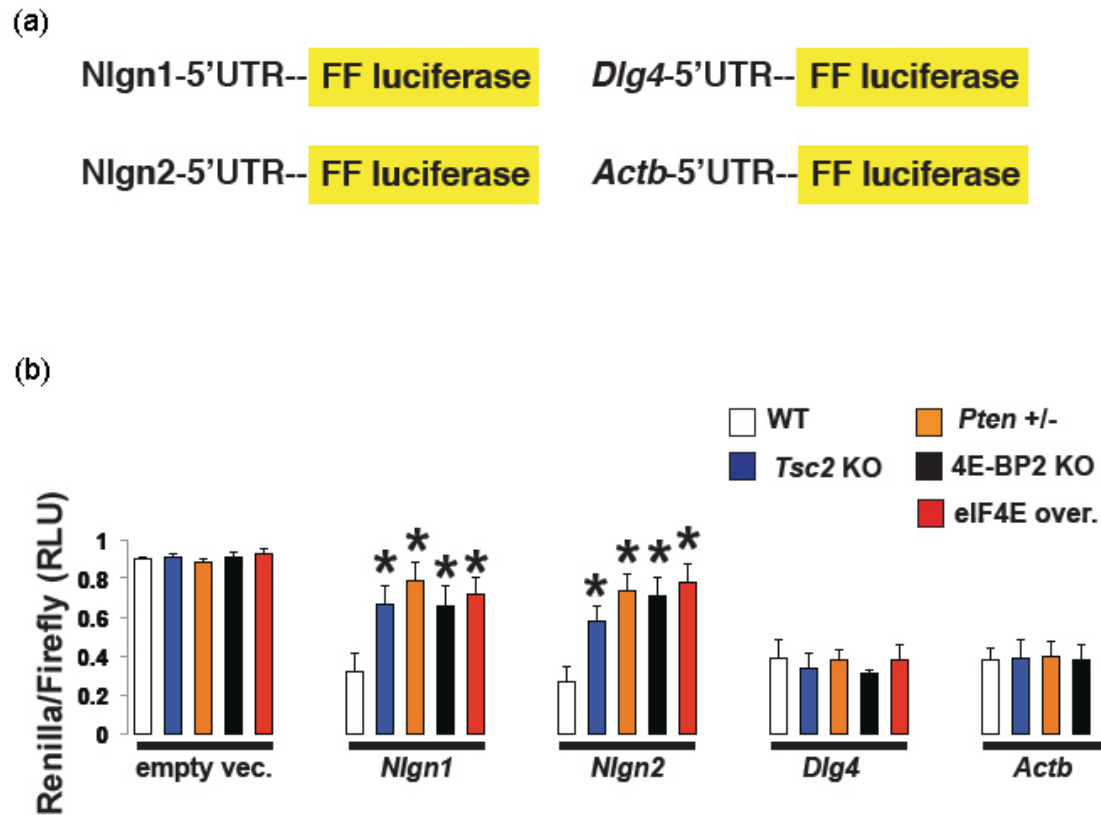 (a)
Nlgn1-5'UTR-- FF luciferase
Dlg4-5'UTR-- FF luciferase
Nlgn2-5'UTR-- FF luciferase
Actb-5'UTR-- FF luciferase
(b)
WT
Pten +/-
Tsc2 KO
4E-BP2 KO
eIF4E over.
Renilla/Firefly (RLU)
1
0.8
0.6
0.4
0.2
0
* * * *
* * * *
empty vec.
Nlgn1
Nlgn2
Dlg4
Actb